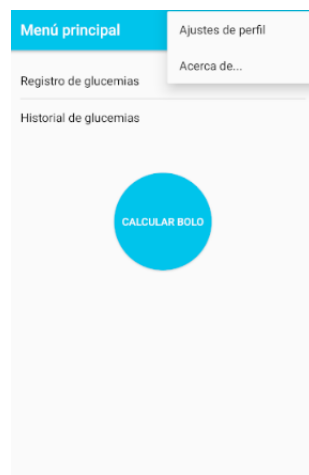 Menú principal
Ajustes de perfil
Acerca de...
Registro de glucemias
Historial de glucemias
CALCULAR BOLO